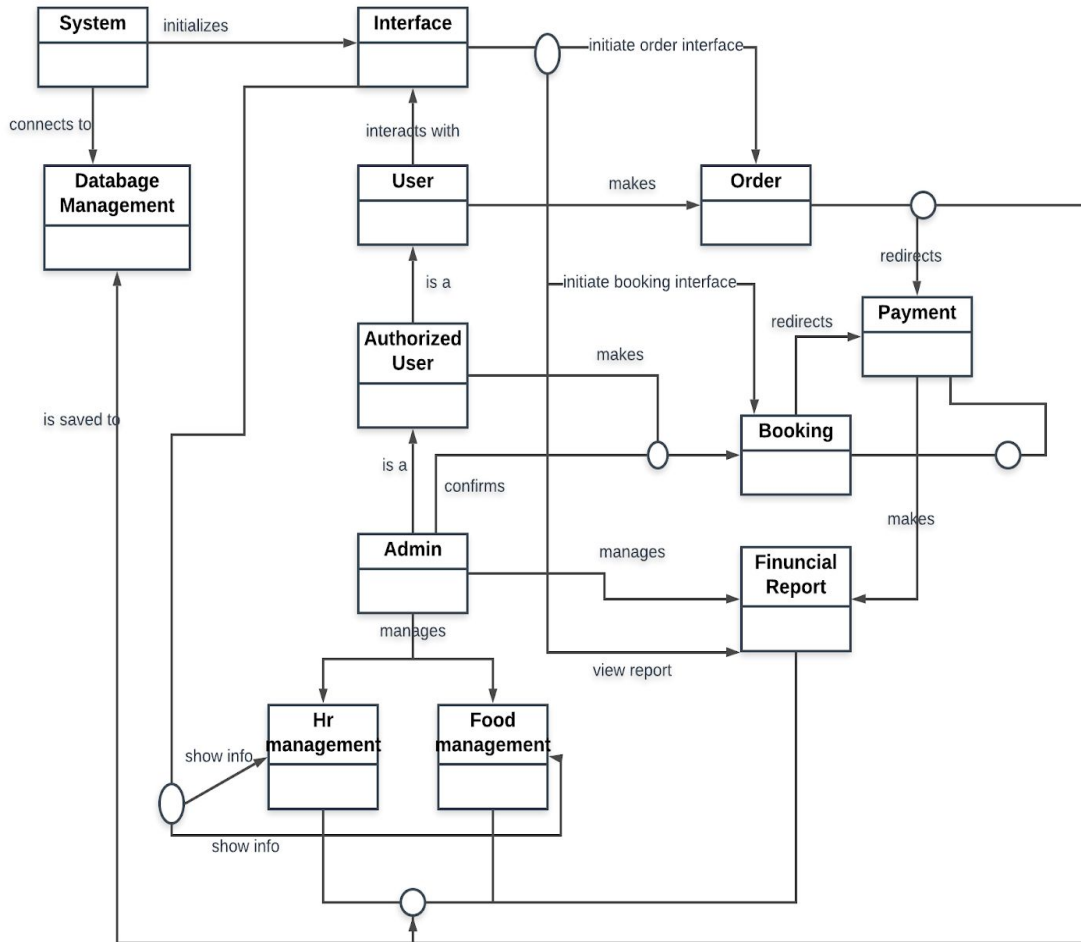 System
initializes
Interface
initiate order interface
connects to
interacts with
Databage
Management
User
makes
Order
redirects
is a
initiate booking interface
Payment
redirects
Authorized
User
makes
is saved to
Booking
is a
confirms
makes
Admin
manages
Finuncial
Report
manages
view report
Hr
management
Food
management
show info
show info